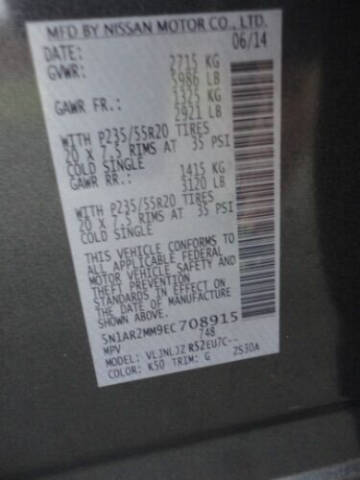 MFD BY NISSAN MOTOR CO., LTD.
DATE: 06/14
GVWR: 2715 KG
5986 LB
GAWR FR.: 1325 KG
2921 LB
WITH P235/55R20 TIRES
20 X 7.5 RIMS AT 35 PSI
COLD SINGLE
GAWR RR.: 1415 KG
3120 LB
WITH P235/55R20 TIRES
20 X 7.5 RIMS AT 35 PSI
COLD SINGLE
THIS VEHICLE CONFORMS TO
ALL APPLICABLE FEDERAL
MOTOR VEHICLE SAFETY AND
THEFT PREVENTION
STANDARDS IN EFFECT ON
THE DATE OF MANUFACTURE
SHOWN ABOVE.
5N1AR2MM9EC708915
MPV 748
MODEL: VLJNLJZ R52EU7C--
COLOR: K50 TRIM: G 2530A